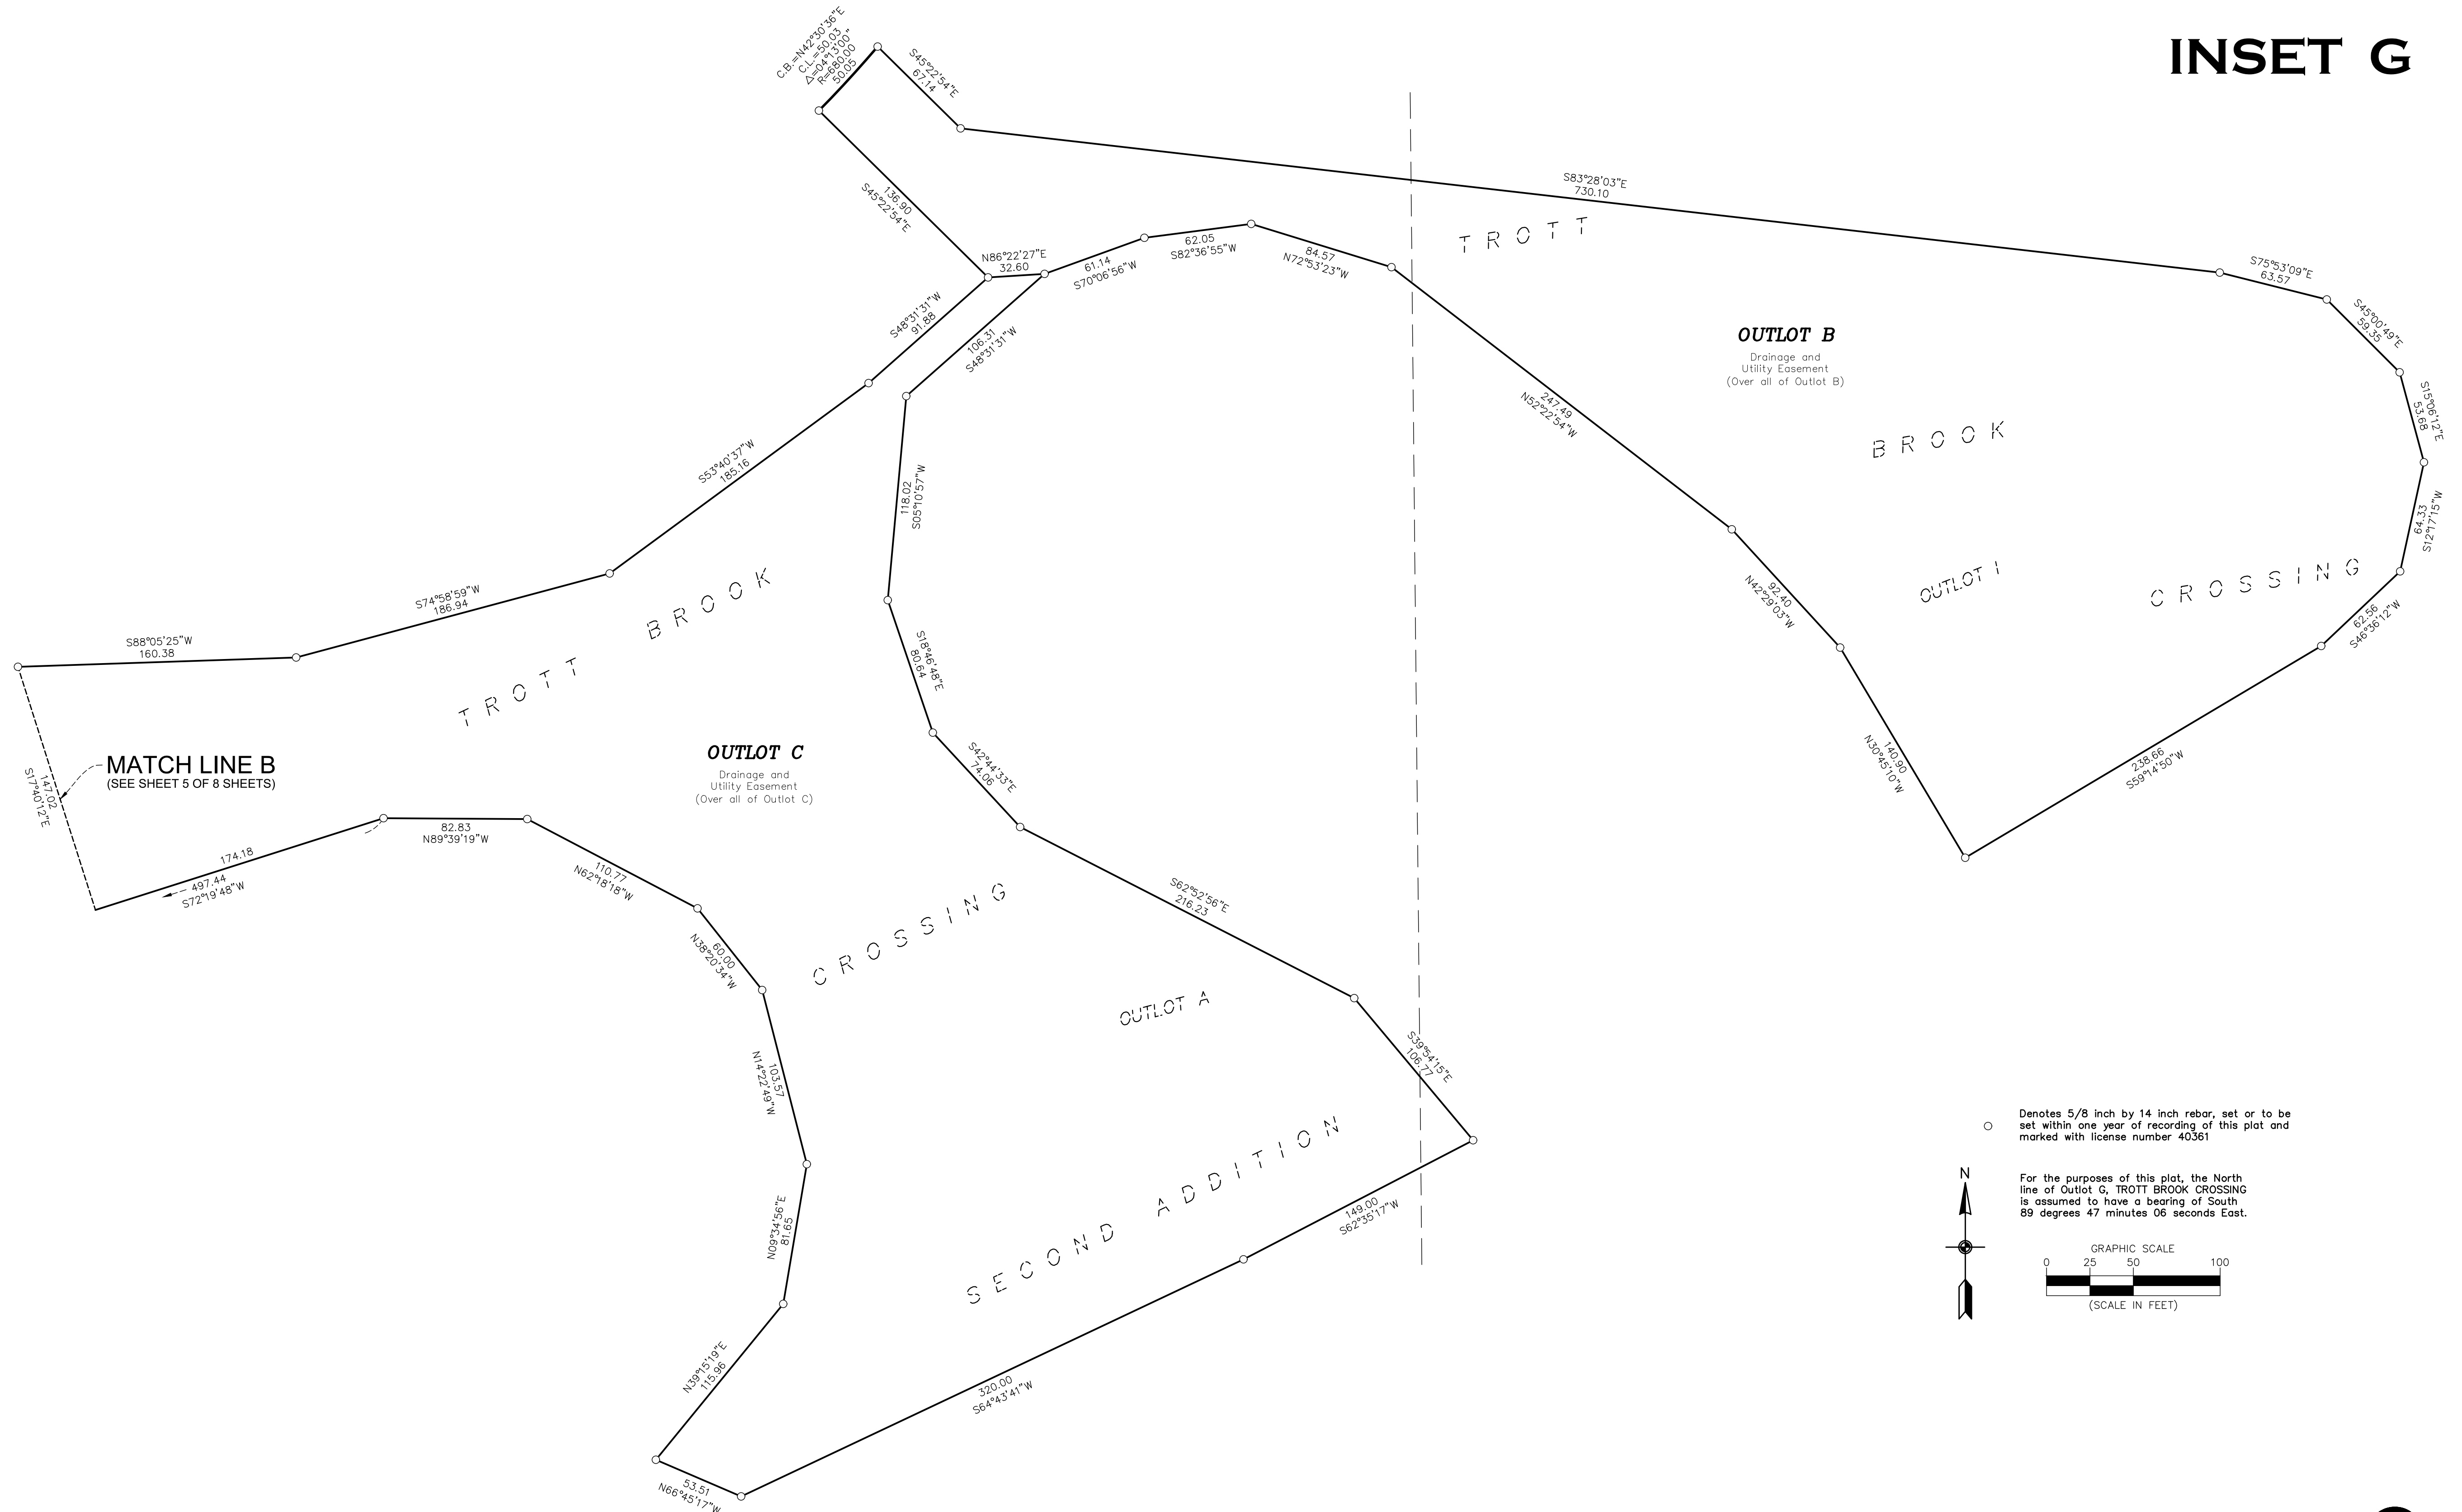 INSET G
C.B.=N42°30'36"E
C.L.=50.03
Δ=04°13'00"
R=680.00
50.05
S45°22'54"E
67.14
S83°28'03"E
730.10
136.90
S45°22'54"E
N86°22'27"E
32.60
61.14
S70°06'56"W
62.05
S82°36'55"W
84.57
N72°53'23"W
TROTT
S75°53'09"E
63.57
S45°00'49"E
59.35
S15°06'12"E
53.68
64.33
S12°17'15"W
62.56
S46°36'12"W
238.66
S59°14'50"W
OUTLOT B
Drainage and
Utility Easement
(Over all of Outlot B)
247.49
N52°22'54"W
BROOK
92.40
N42°29'03"W
OUTLOT I
CROSSING
140.90
N30°45'10"W
S48°31'31"W
91.88
106.31
S48°31'31"W
S53°40'37"W
185.16
118.02
S05°10'57"W
S74°58'59"W
186.94
S88°05'25"W
160.38
TROTT BROOK
S18°46'48"E
80.64
147.02
S17°40'12"E
MATCH LINE B
(SEE SHEET 5 OF 8 SHEETS)
OUTLOT C
Drainage and
Utility Easement
(Over all of Outlot C)
S42°44'33"E
74.06
174.18
497.44
S72°19'48"W
82.83
N89°39'19"W
110.77
N62°18'18"W
60.00
N38°20'34"W
CROSSING
S62°52'56"E
216.23
OUTLOT A
S39°54'15"E
106.77
103.57
N14°22'49"W
SECOND ADDITION
149.00
S62°35'17"W
N09°34'56"E
81.65
N39°15'19"E
115.96
320.00
S64°43'41"W
53.51
N66°45'17"W
Denotes 5/8 inch by 14 inch rebar, set or to be
set within one year of recording of this plat and
marked with license number 40361
N
For the purposes of this plat, the North
line of Outlot G, TROTT BROOK CROSSING
is assumed to have a bearing of South
89 degrees 47 minutes 06 seconds East.
GRAPHIC SCALE
0 25 50 100
(SCALE IN FEET)